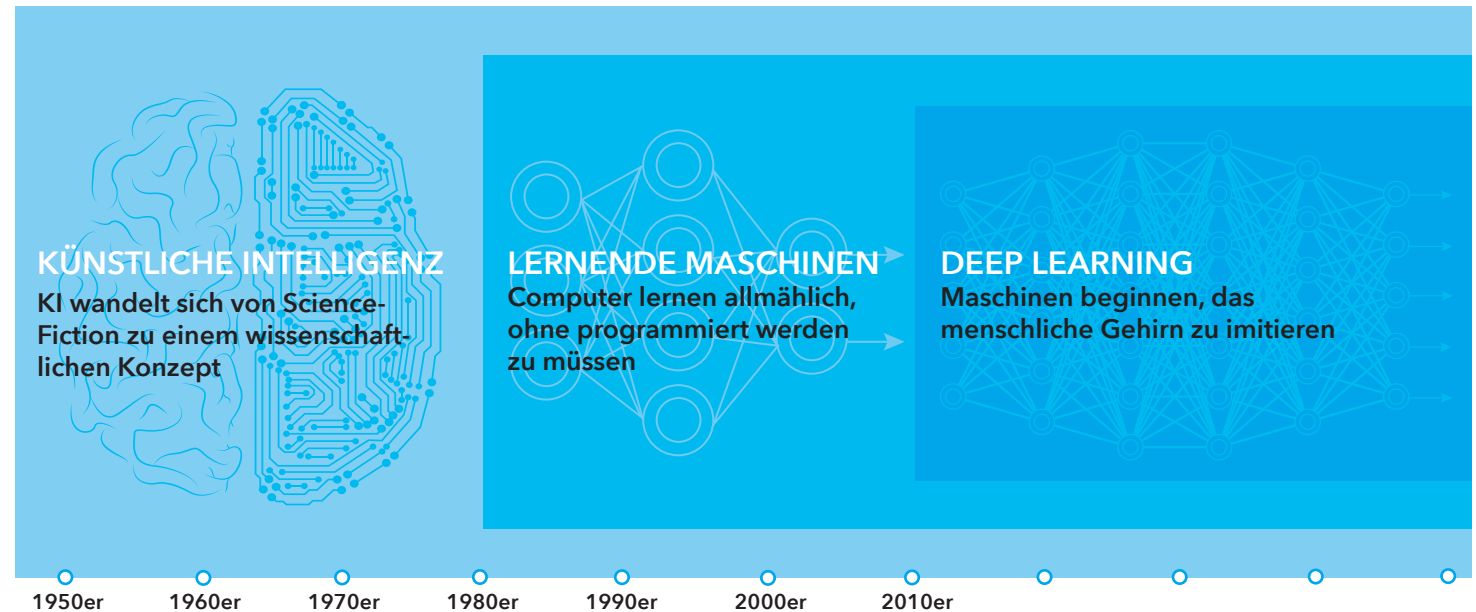 KÜNSTLICHE INTELLIGENZ
KI wandelt sich von Science-
Fiction zu einem wissenschaft-
lichen Konzept
LERNENDE MASCHINEN
Computer lernen allmählich,
ohne programmiert werden
zu müssen
DEEP LEARNING
Maschinen beginnen, das
menschliche Gehirn zu imitieren
1950er 1960er 1970er 1980er 1990er 2000er 2010er